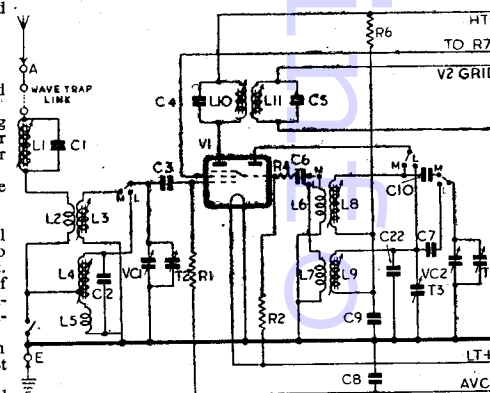 HT
R6
TO R7
V2 GRID
A
WAVE TRAP
LINK
C4
L10
L11
C5
L1
C1
V1
C3
R4
C6
M
L
M
L
M
L
C10
L2
L3
L6
L8
L4
C2
VC1
T2
R1
L7
L9
C22
C7
VC2
T
T3
L5
R2
C9
E
LT+
C8
AVC